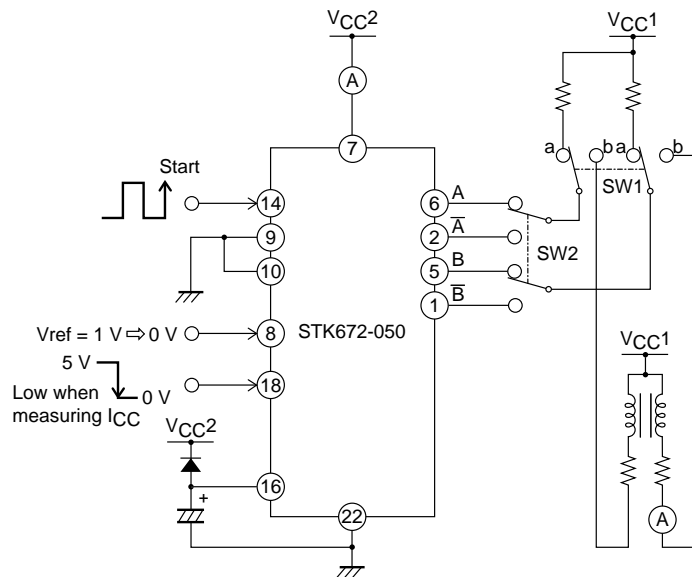 VCC2
VCC1
A
7
Start
a
b
a
b
SW1
14
6
A
9
2
A̅
SW2
10
5
B
1
B̅
Vref = 1 V ⇨ 0 V
8
STK672-050
5 V
0 V
18
Low when
measuring ICC
VCC1
VCC2
16
+
22
A